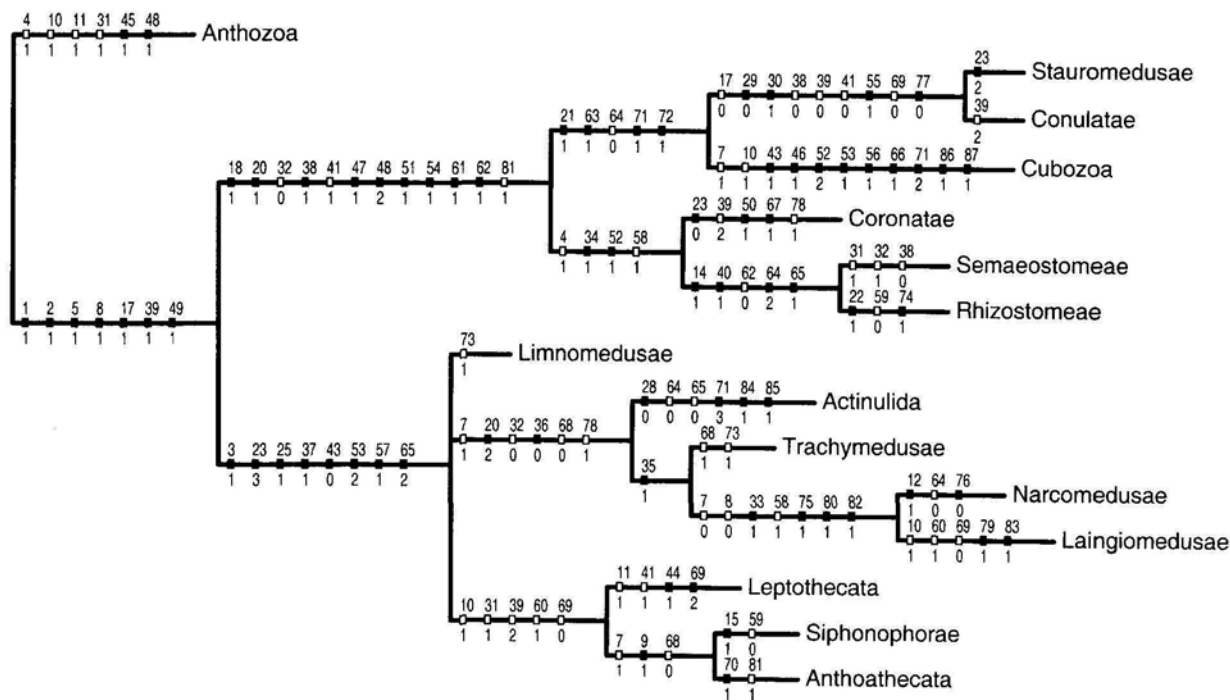 4 10 11 31 45 48
Anthozoa
1 1 1 1 1 1
23
Stauromedusae
2
17 29 30 38 39 41 55 69 77
0 0 1 0 0 0 1 0 0
39
Conulatae
2
21 63 64 71 72
1 1 0 1 1
7 10 43 46 52 53 56 66 71 86 87
Cubozoa
1 1 1 1 2 1 1 1 2 1 1
18 20 32 38 41 47 48 51 54 61 62 81
1 1 0 1 1 1 2 1 1 1 1 1
23 39 50 67 78
Coronatae
0 2 1 1 1
4 34 52 58
1 1 1 1
31 32 38
Semaeostomeae
1 1 0
14 40 62 64 65
1 1 0 2 1
22 59 74
Rhizostomeae
1 0 1
1 2 5 8 17 39 49
1 1 1 1 1 1 1
73
Limnomedusae
1
28 64 65 71 84 85
Actinulida
0 0 0 3 1 1
7 20 32 36 68 78
1 2 0 0 0 1
68 73
Trachymedusae
1 1
3 23 25 37 43 53 57 65
1 3 1 1 0 2 1 2
35
1
12 64 76
Narcomedusae
1 0 0
7 8 33 58 75 80 82
0 0 1 1 1 1 1
10 60 69 79 83
Laingiomedusae
1 1 0 1 1
11 41 44 69
Leptothecata
1 1 1 2
10 31 39 60 69
1 1 2 1 0
15 59
Siphonophorae
1 0
7 9 68
1 1 0
70 81
Anthoathecata
1 1